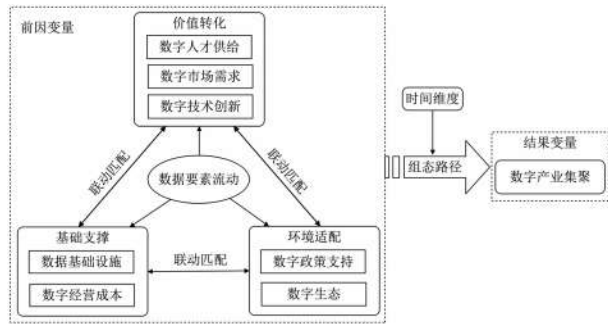 前因变量
价值转化
数字人才供给
数字市场需求
数字技术创新
联动匹配
联动匹配
数据要素流动
基础支撑
数据基础设施
数字经营成本
联动匹配
环境适配
数字政策支持
数字生态
时间维度
组态路径
结果变量
数字产业集聚